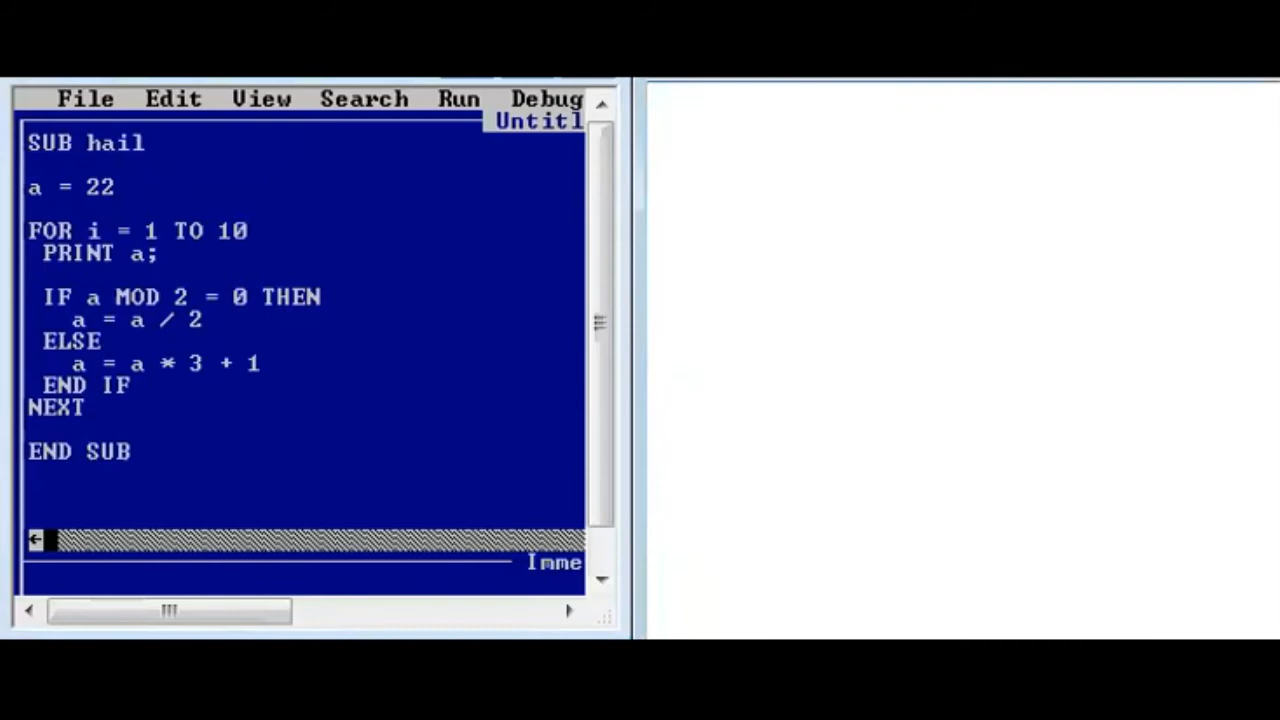 File Edit View Search Run Debug
Untitl
SUB hail
a = 22
FOR i = 1 TO 10
PRINT a;
IF a MOD 2 = 0 THEN
a = a / 2
ELSE
a = a * 3 + 1
END IF
NEXT
END SUB
Imme